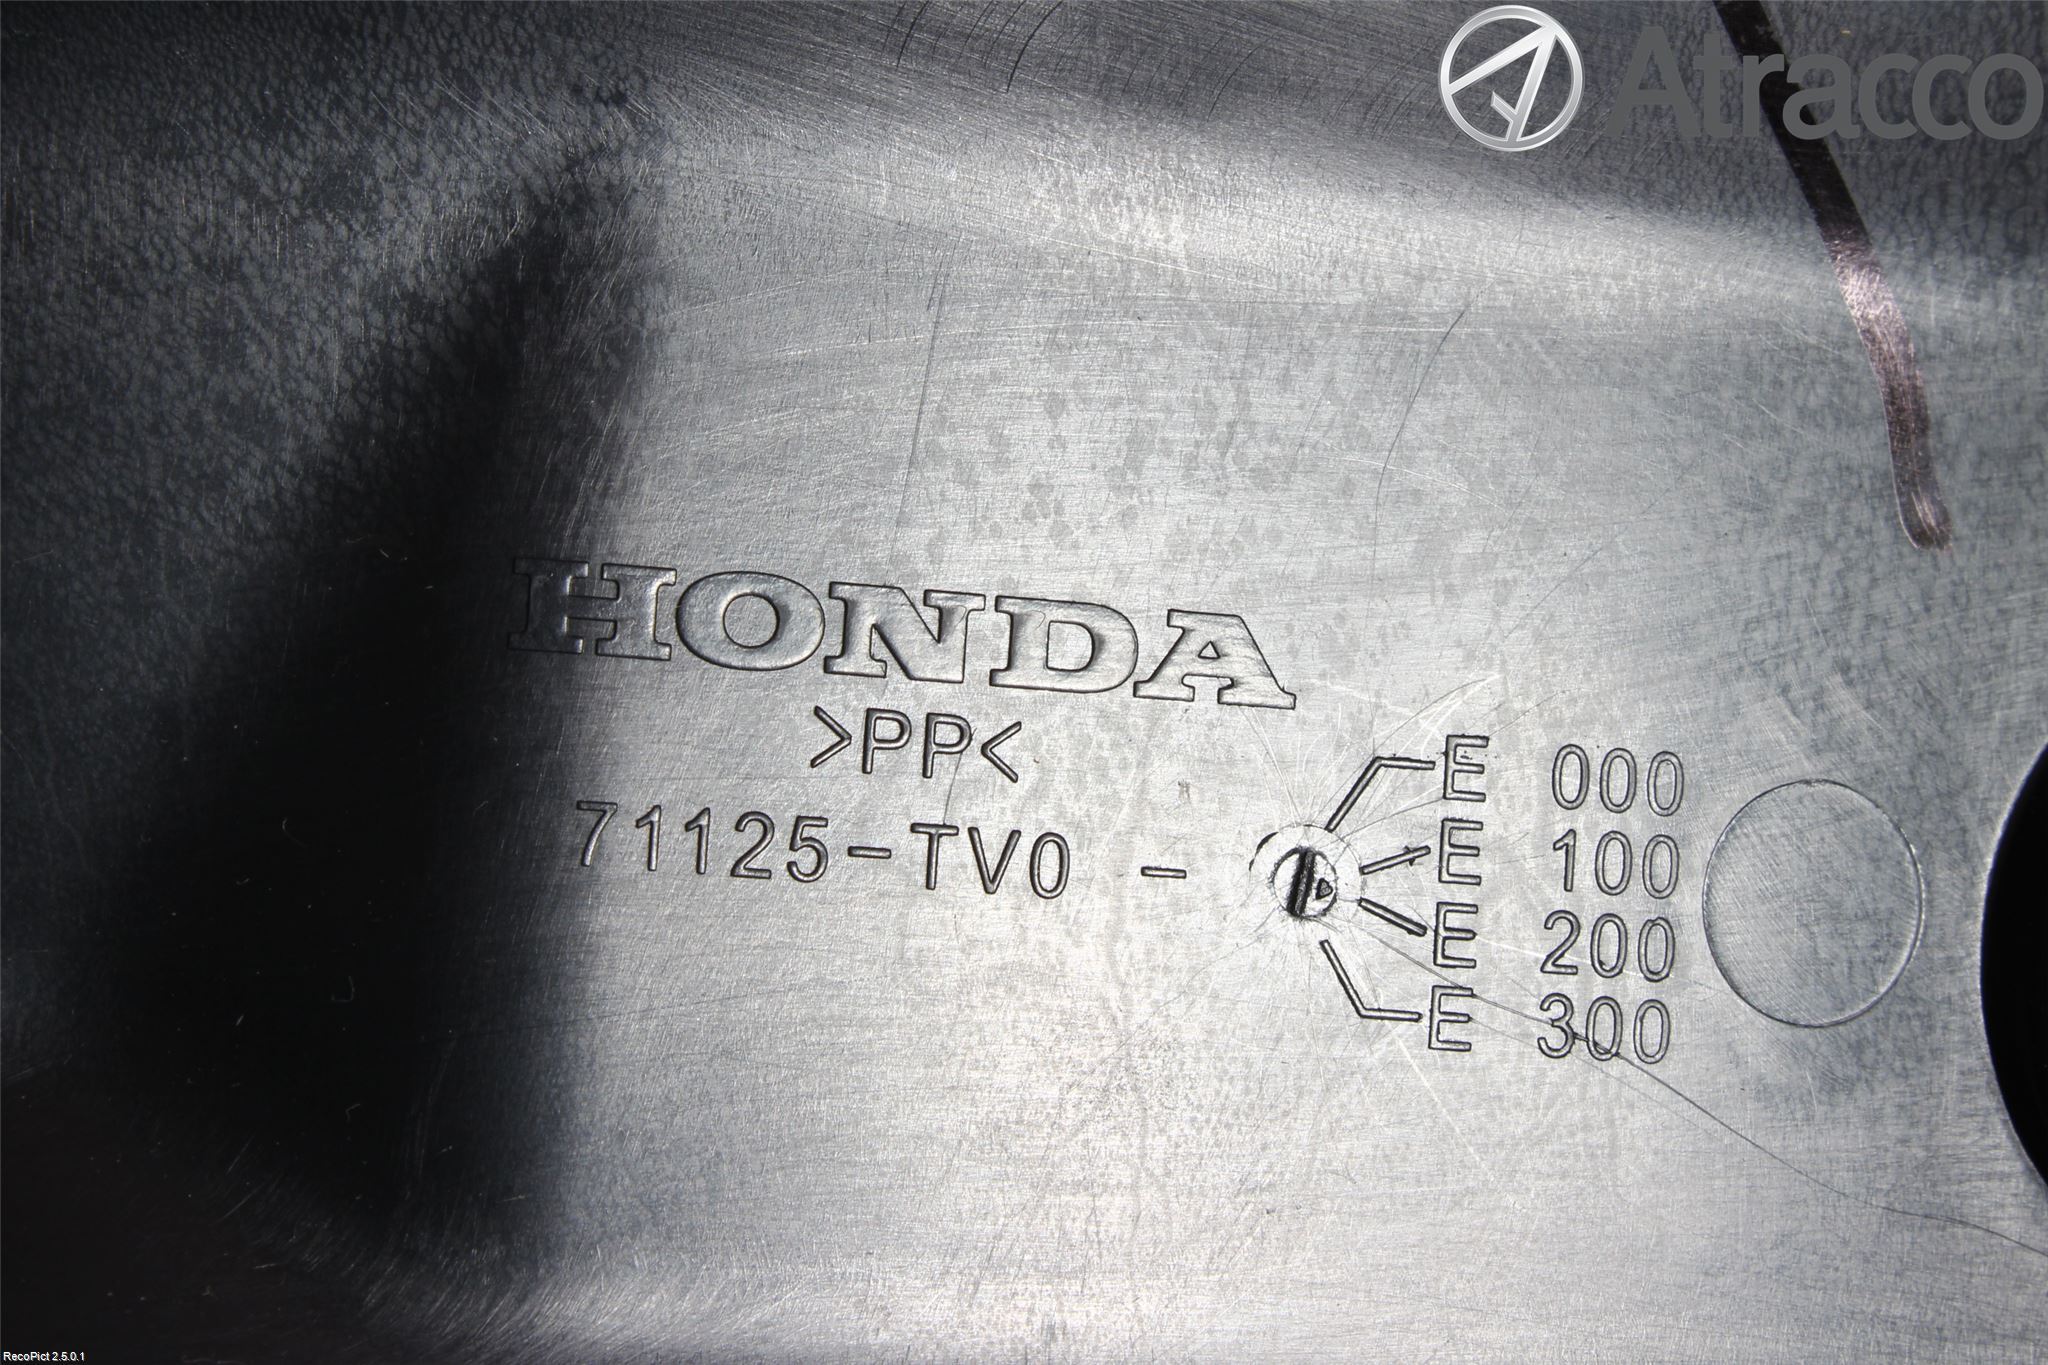 Atracco
HONDA
>PP<
71125-TV0 -
E 000
E 100
E 200
E 300
RecoPict 2.5.0.1